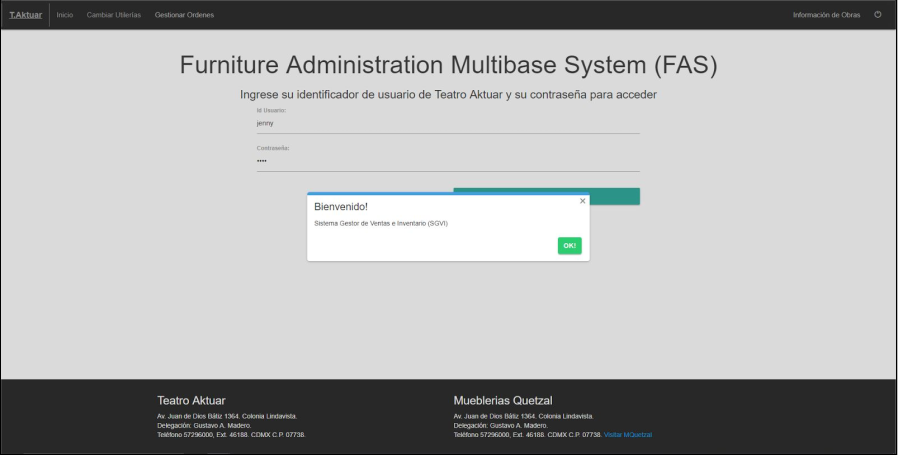 T.Aktuar Inicio Cambiar Utilerías Gestionar Ordenes Información de Obras
Furniture Administration Multibase System (FAS)
Ingrese su identificador de usuario de Teatro Aktuar y su contraseña para acceder
Id Usuario:
jenny
Contraseña:
••••
Bienvenido! ×
Sistema Gestor de Ventas e Inventario (SGVI)
OK!
Teatro Aktuar
Av. Juan de Dios Bátiz 1364. Colonia Lindavista.
Delegación: Gustavo A. Madero.
Teléfono 57296000, Ext. 46188. CDMX C.P. 07738.
Mueblerias Quetzal
Av. Juan de Dios Bátiz 1364. Colonia Lindavista.
Delegación: Gustavo A. Madero.
Teléfono 57296000, Ext. 46188. CDMX C.P. 07738. Visitar MQuetzal